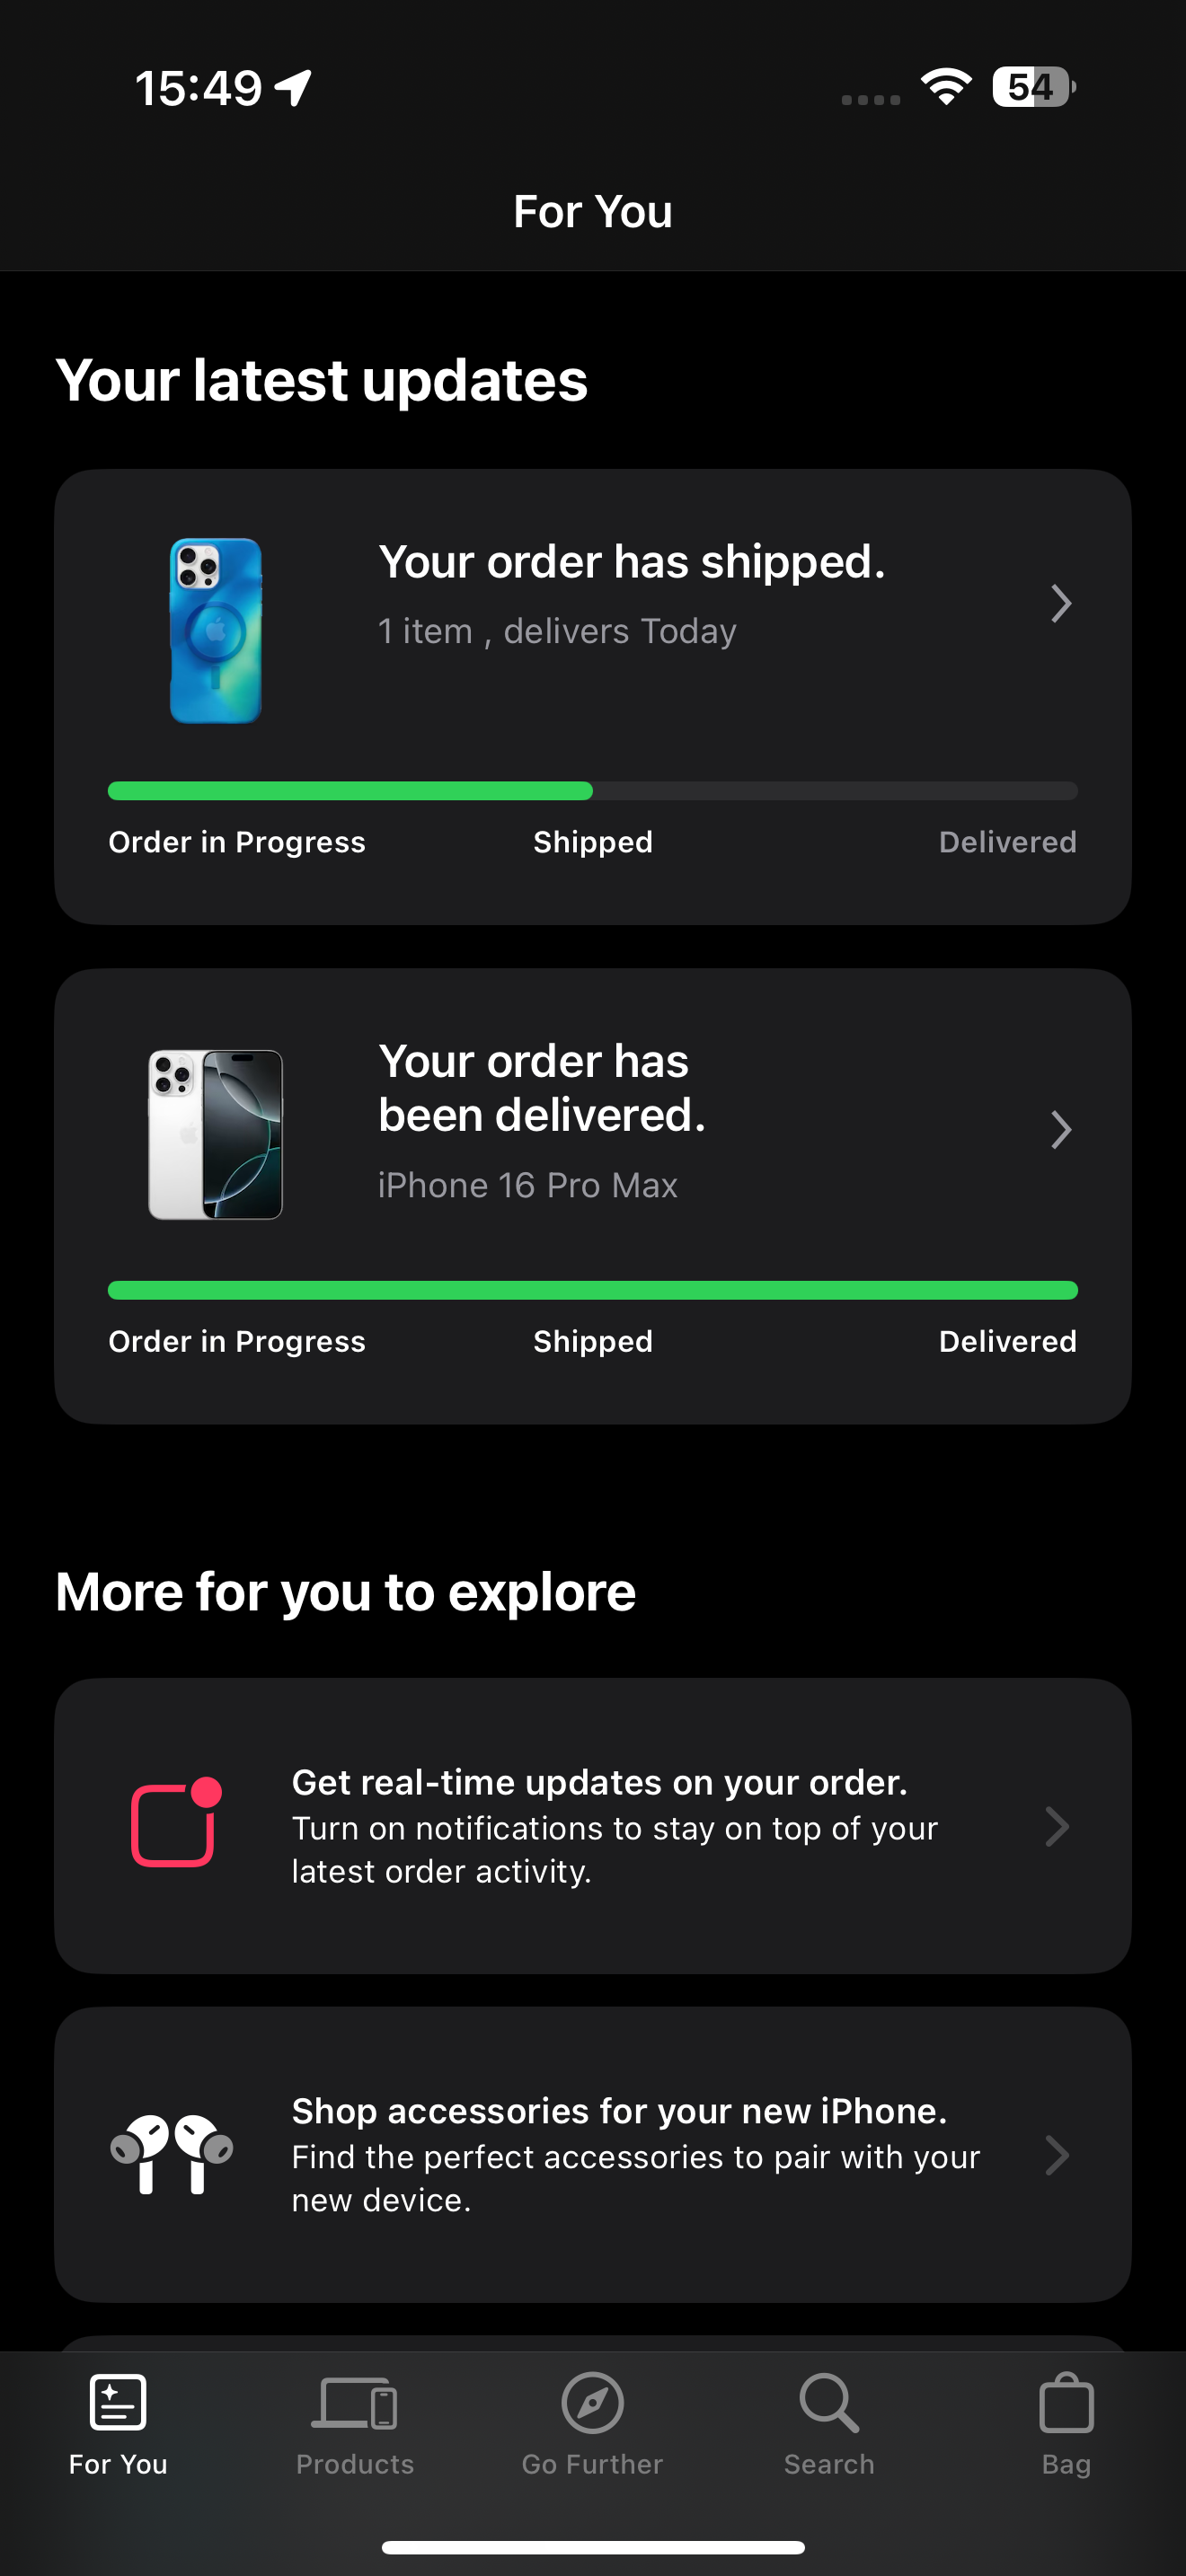 15:49
54
For You
Your latest updates
Your order has shipped.
1 item , delivers Today
Order in Progress
Shipped
Delivered
Your order has
been delivered.
iPhone 16 Pro Max
Order in Progress
Shipped
Delivered
More for you to explore
Get real-time updates on your order.
Turn on notifications to stay on top of your
latest order activity.
Shop accessories for your new iPhone.
Find the perfect accessories to pair with your
new device.
For You
Products
Go Further
Search
Bag